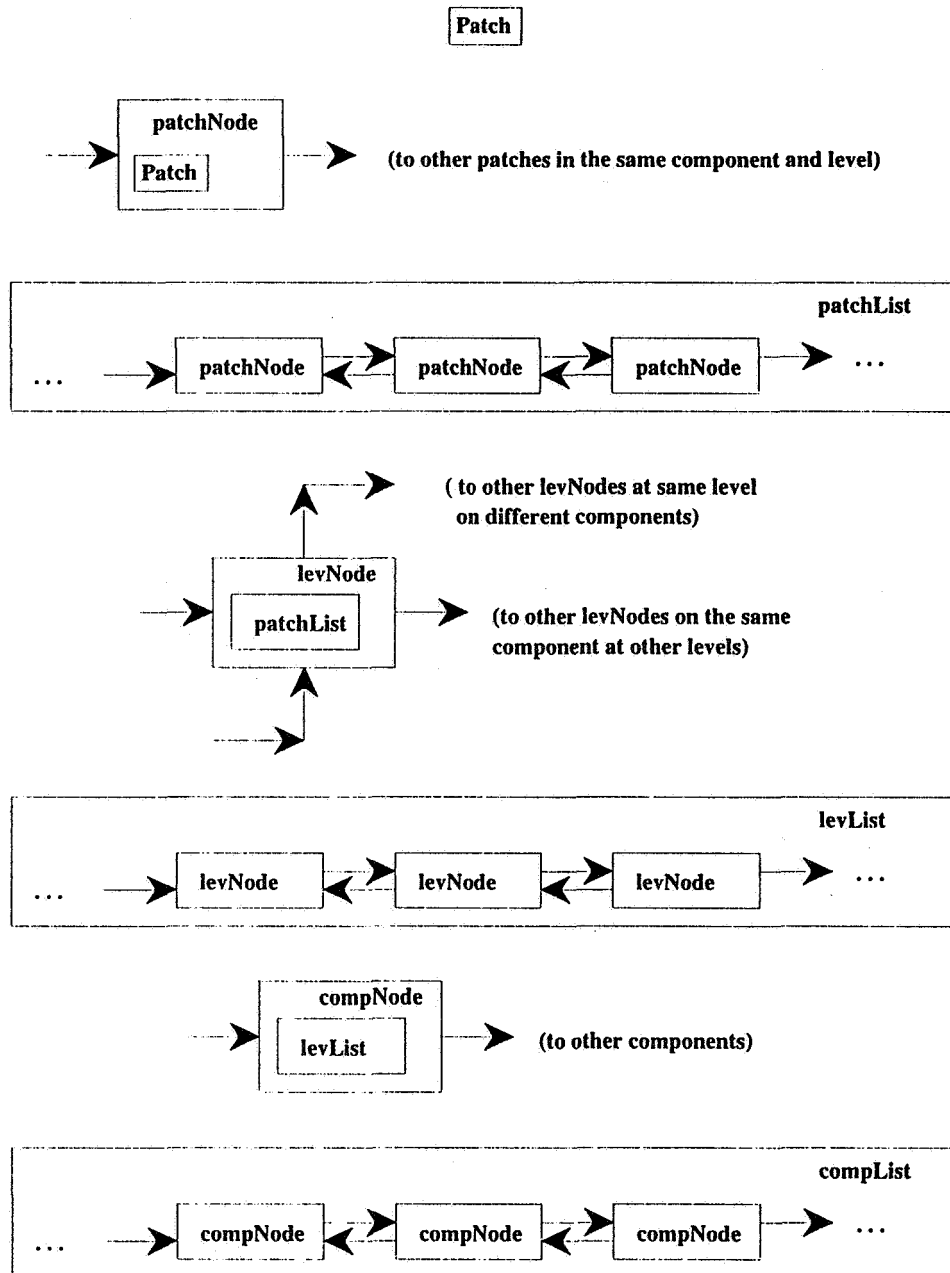 Patch
patchNode
Patch
(to other patches in the same component and level)
patchList
... patchNode patchNode patchNode ...
( to other levNodes at same level
on different components)
levNode
patchList
(to other levNodes on the same
component at other levels)
levList
... levNode levNode levNode ...
compNode
levList
(to other components)
compList
... compNode compNode compNode ...